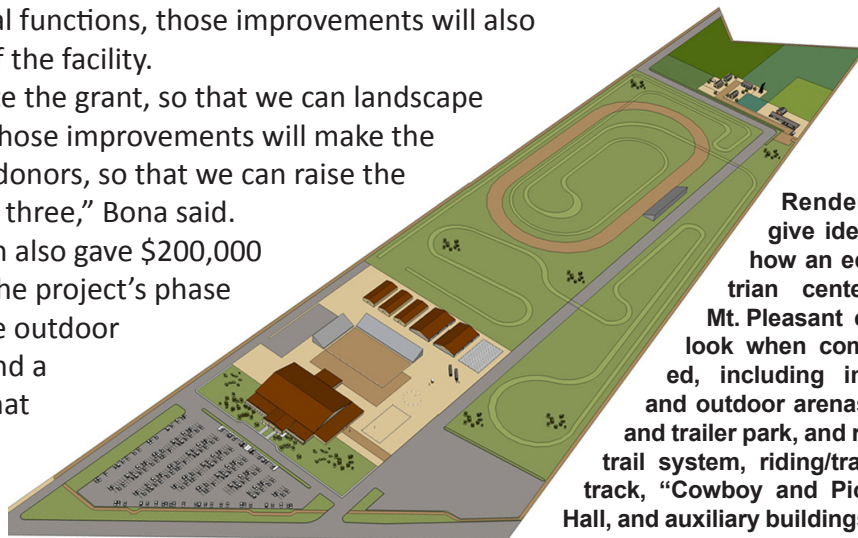 al functions, those improvements will also
f the facility.
te the grant, so that we can landscape
hose improvements will make the
donors, so that we can raise the
three,” Bona said.
n also gave $200,000
he project’s phase
e outdoor
nd a
hat
Render
give ide
how an e
trian cente
Mt. Pleasant
look when com
ed, including in
and outdoor arenas
and trailer park, and r
trail system, riding/tra
track, “Cowboy and Pio
Hall, and auxiliary buildings